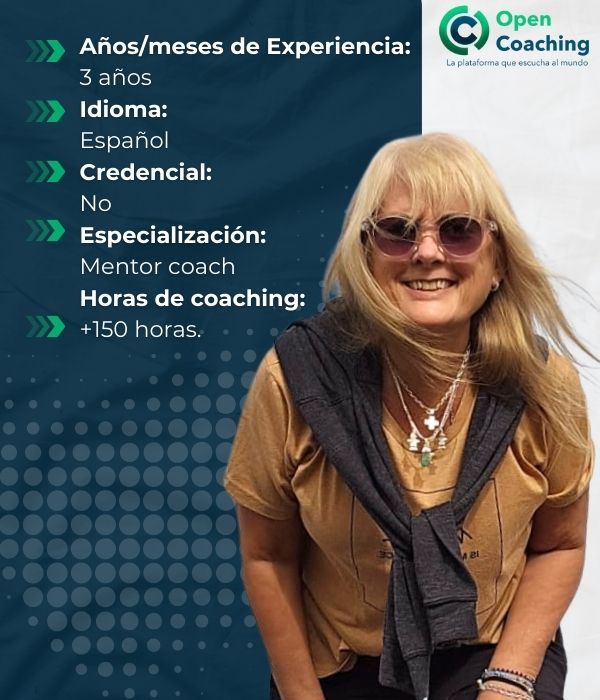 Open
Coaching
La plataforma que escucha al mundo
Años/meses de Experiencia:
3 años
Idioma:
Español
Credencial:
No
Especialización:
Mentor coach
Horas de coaching:
+150 horas.